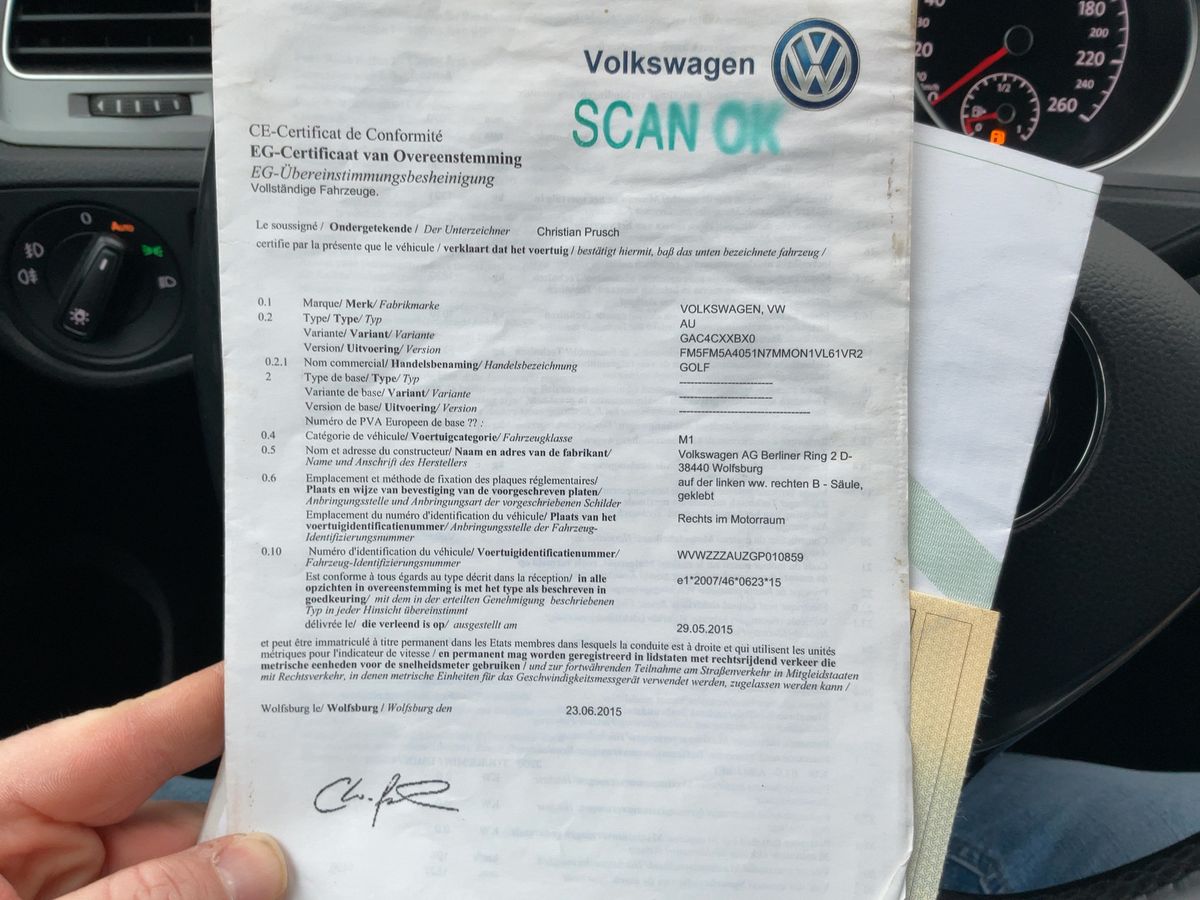 Volkswagen
SCAN OK
CE-Certificat de Conformité
EG-Certificaat van Overeenstemming
EG-Übereinstimmungsbesheinigung
Vollständige Fahrzeuge.
Le soussigné / Ondergetekende / Der Unterzeichner Christian Prusch
certifie par la présente que le véhicule / verklaart dat het voertuig / bestätigt hiermit, baß das unten bezeichnete fahrzeug /
0.1 Marque/ Merk/ Fabrikmarke VOLKSWAGEN, VW
0.2 Type/ Type/ Typ AU
Variante/ Variant/ Variante GAC4CXXBX0
Version/ Uitvoering/ Version FM5FM5A4051N7MMON1VL61VR2
0.2.1 Nom commercial/ Handelsbenaming/ Handelsbezeichnung GOLF
2 Type de base/ Type/ Typ
Variante de base/ Variant/ Variante
Version de base/ Uitvoering/ Version
Numéro de PVA Europeen de base ?? :
0.4 Catégorie de véhicule/ Voertuigcategorie/ Fahrzeugklasse M1
0.5 Nom et adresse du constructeur/ Naam en adres van de fabrikant/ Volkswagen AG Berliner Ring 2 D-
Name und Anschrift des Herstellers 38440 Wolfsburg
0.6 Emplacement et méthode de fixation des plaques réglementaires/ auf der linken ww. rechten B - Säule,
Plaats en wijze van bevestiging van de voorgeschreven platen/ geklebt
Anbringungsstelle und Anbringungsart der vorgeschriebenen Schilder
Emplacement du numéro d'identification du véhicule/ Plaats van het Rechts im Motorraum
voertuigidentificatienummer/ Anbringungsstelle der Fahrzeug-
Identifizierungsnummer
0.10 Numéro d'identification du véhicule/ Voertuigidentificatienummer/ WVWZZZAUZGP010859
Fahrzeug-Identifizierungsnummer
Est conforme à tous égards au type décrit dans la réception/ in alle e1*2007/46*0623*15
opzichten in overeenstemming is met het type als beschreven in
goedkeuring/ mit dem in der erteilten Genehmigung beschriebenen
Typ in jeder Hinsicht übereinstimmt
délivrée le/ die verleend is op/ ausgestellt am 29.05.2015
et peut être immatriculé à titre permanent dans les Etats membres dans lesquels la conduite est à droite et qui utilisent les unités
métriques pour l'indicateur de vitesse / en permanent mag worden geregistreerd in lidstaten met rechtsrijdend verkeer die
metrische eenheden voor de snelheidsmeter gebruiken / und zur fortwährenden Teilnahme am Straßenverkehr in Mitgleidstaaten
mit Rechtsverkehr, in denen metrische Einheiten für das Geschwindigkeitsmessgerät verwendet werden, zugelassen werden kann /
Wolfsburg le/ Wolfsburg / Wolfsburg den 23.06.2015
0
Auto
20
1/2
1
180
200
220
240
260